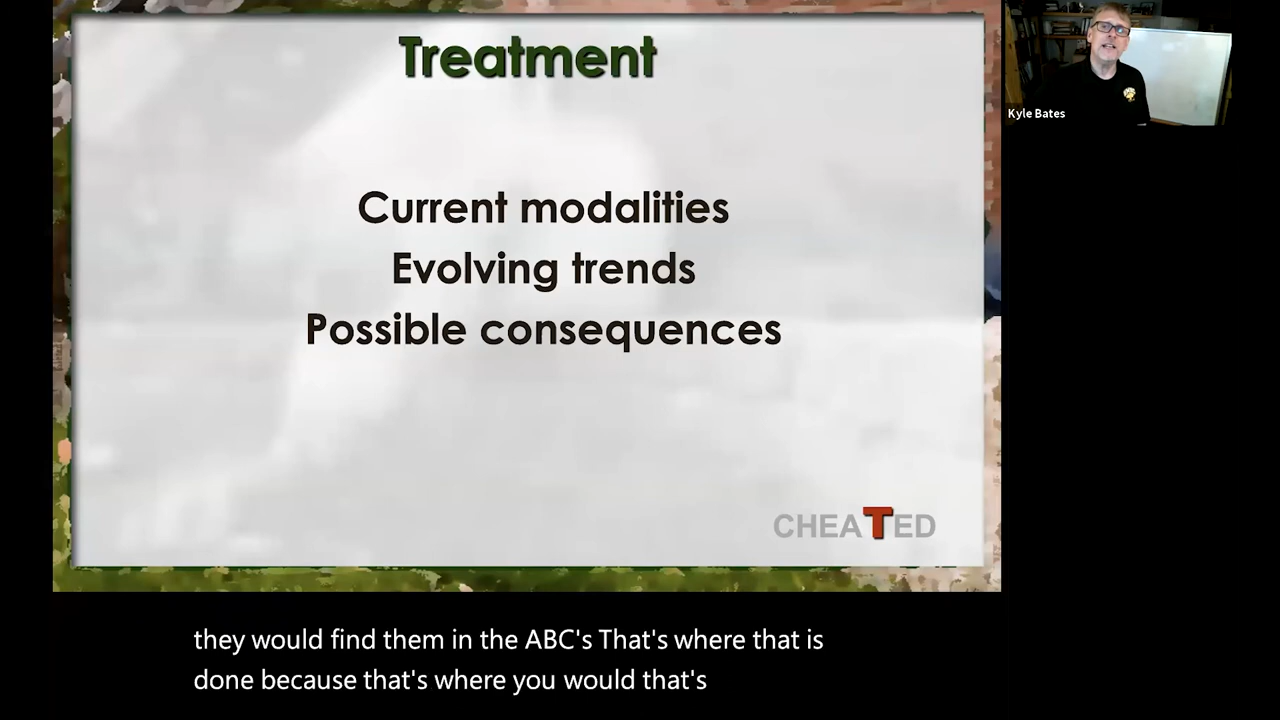 Treatment
Kyle Bates
Current modalities
Evolving trends
Possible consequences
CHEATED
they would find them in the ABC's That's where that is
done because that's where you would that's